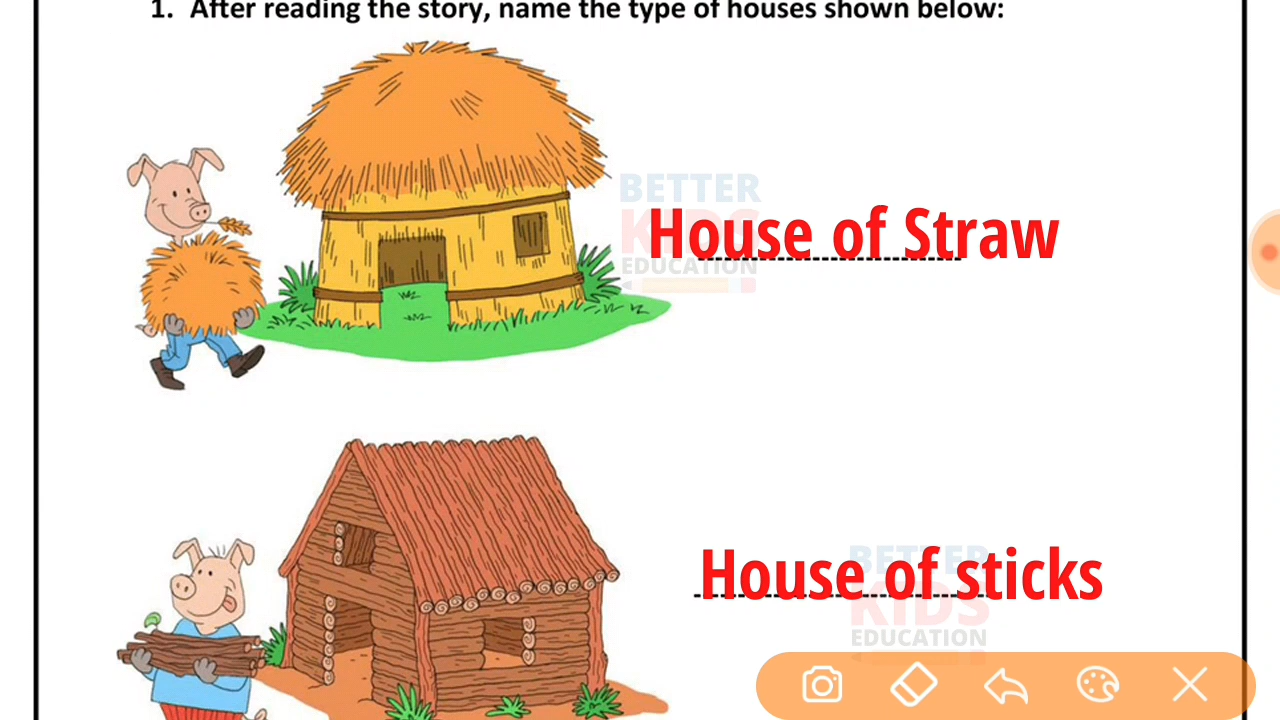 1. After reading the story, name the type of houses shown below:
BETTER
KIDS
EDUCATION
House of Straw
BETTER
KIDS
EDUCATION
House of sticks